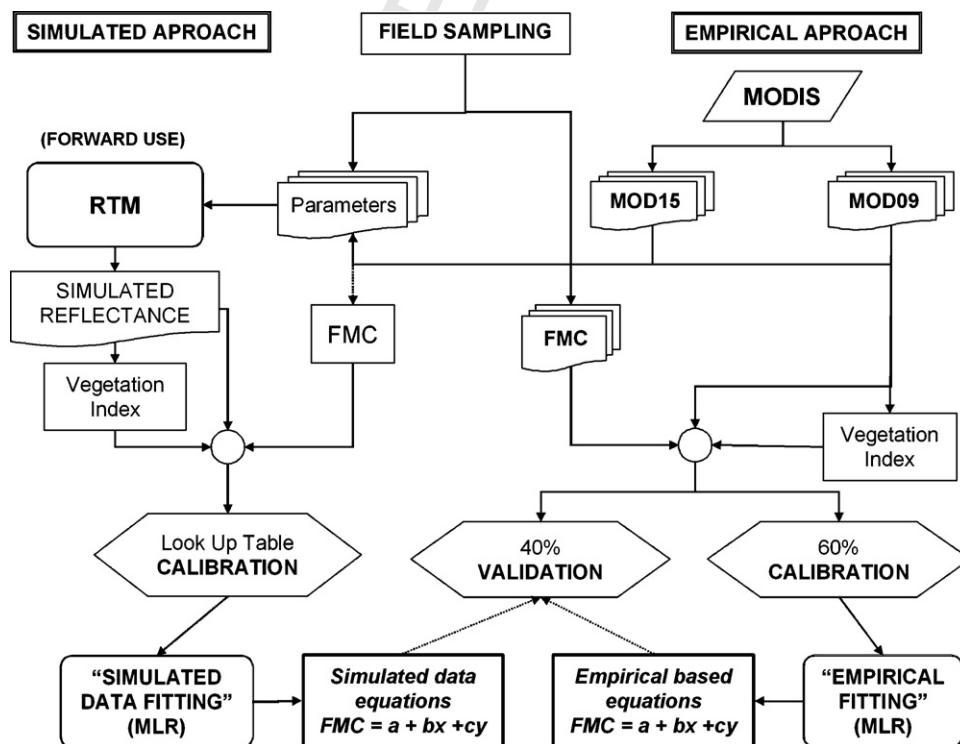 SIMULATED APROACH
FIELD SAMPLING
EMPIRICAL APROACH
MODIS
(FORWARD USE)
RTM
Parameters
MOD15
MOD09
SIMULATED
REFLECTANCE
FMC
FMC
Vegetation
Index
Vegetation
Index
Look Up Table
CALIBRATION
40%
VALIDATION
60%
CALIBRATION
“SIMULATED
DATA FITTING”
(MLR)
Simulated data
equations
FMC = a + bx +cy
Empirical based
equations
FMC = a + bx +cy
“EMPIRICAL
FITTING”
(MLR)